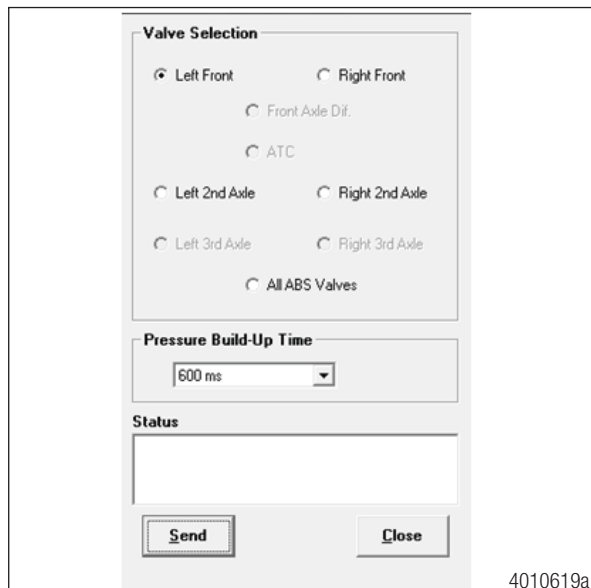 Valve Selection
Left Front Right Front
Front Axle Dif.
ATC
Left 2nd Axle Right 2nd Axle
Left 3rd Axle Right 3rd Axle
All ABS Valves
Pressure Build-Up Time
600 ms
Status
Send Close
4010619a